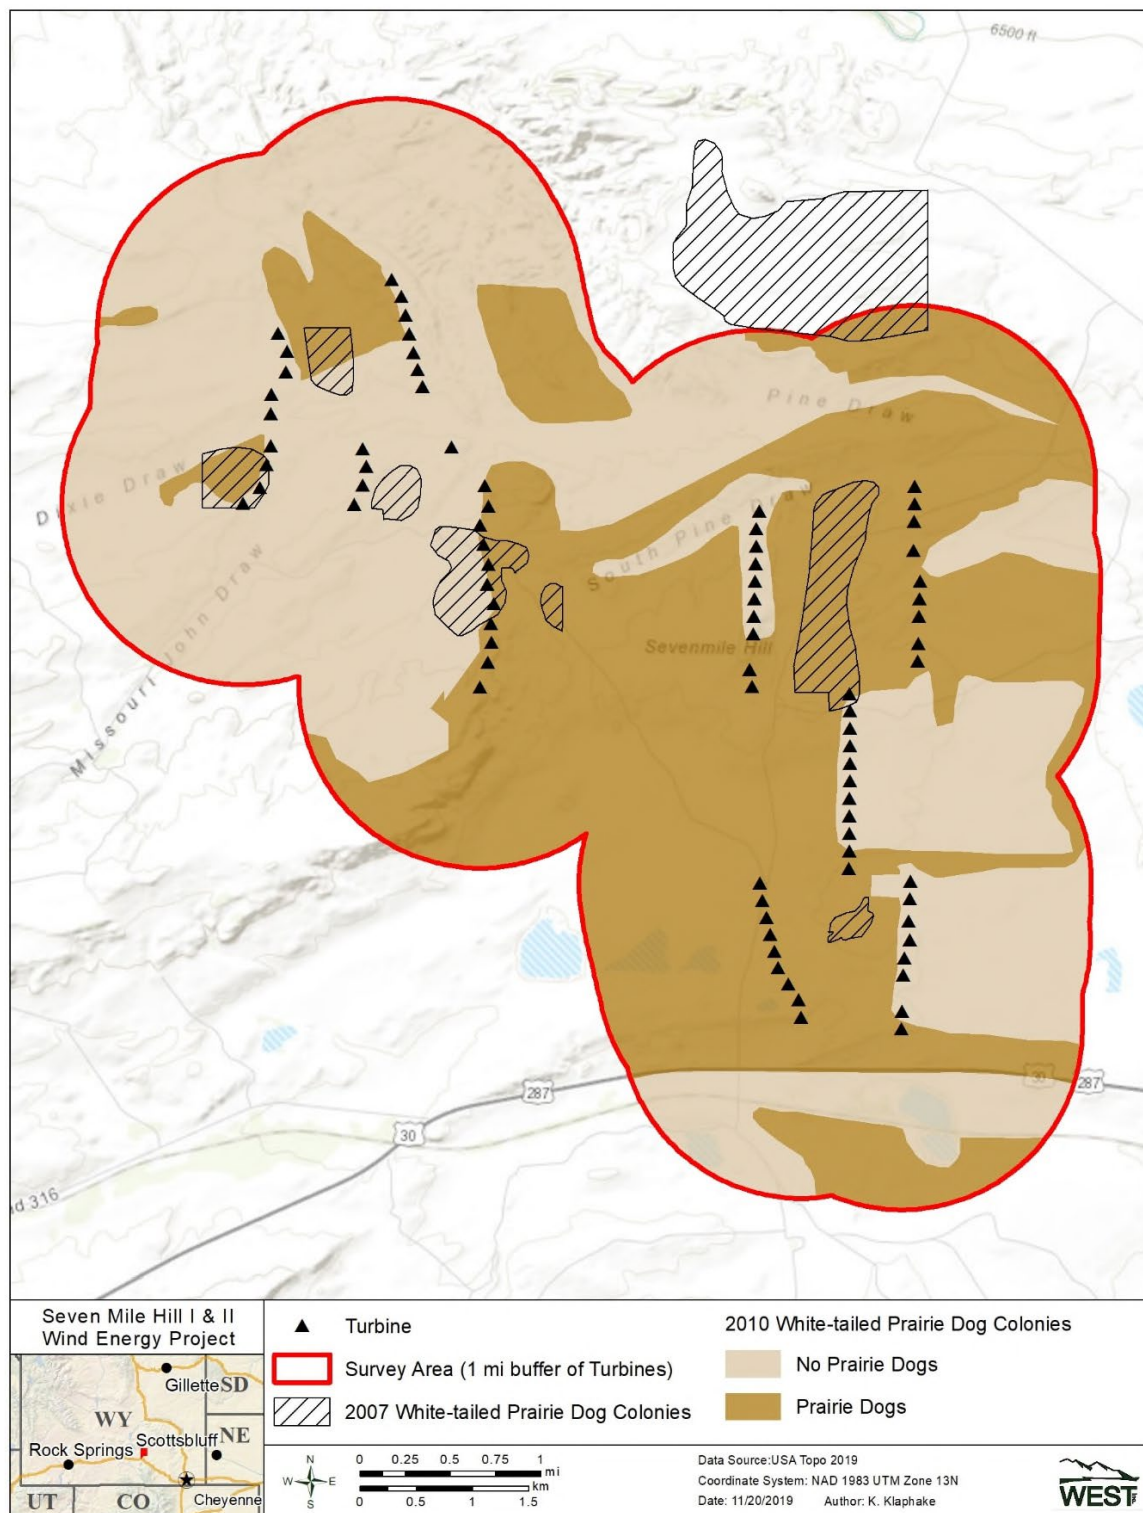 6500 ft
Pine Draw
Dixie Draw
South Pine Draw
Sevenmile Hill
Missouri John Draw
30
287
287
30
nd 316
Seven Mile Hill I & II
Wind Energy Project
Gillette
SD
WY
Scottsbluff
NE
Rock Springs
Cheyenne
UT
CO
Turbine
Survey Area (1 mi buffer of Turbines)
2007 White-tailed Prairie Dog Colonies
2010 White-tailed Prairie Dog Colonies
No Prairie Dogs
Prairie Dogs
N
W
E
S
0 0.25 0.5 0.75 1
mi
km
0 0.5 1 1.5
Data Source:USA Topo 2019
Coordinate System: NAD 1983 UTM Zone 13N
Date: 11/20/2019 Author: K. Klaphake
WEST